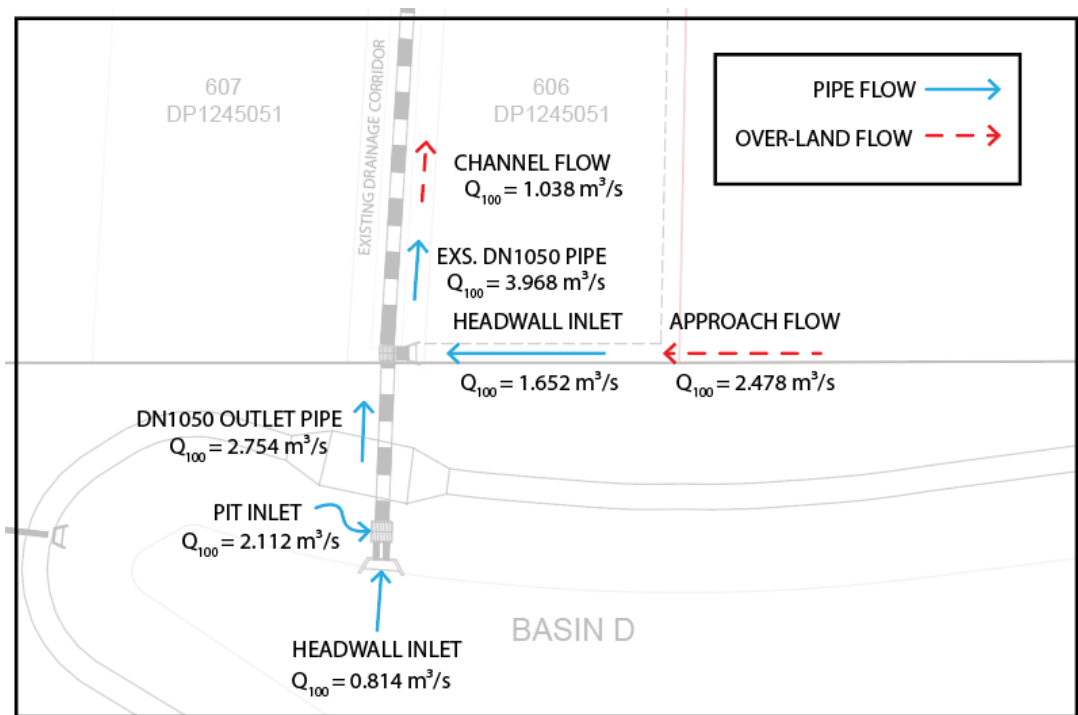 607
DP1245051
EXISTING DRAINAGE CORRIDOR
606
DP1245051
PIPE FLOW
OVER-LAND FLOW
CHANNEL FLOW
Q₁₀₀ = 1.038 m³/s
EXS. DN1050 PIPE
Q₁₀₀ = 3.968 m³/s
HEADWALL INLET
Q₁₀₀ = 1.652 m³/s
APPROACH FLOW
Q₁₀₀ = 2.478 m³/s
DN1050 OUTLET PIPE
Q₁₀₀ = 2.754 m³/s
PIT INLET
Q₁₀₀ = 2.112 m³/s
BASIN D
HEADWALL INLET
Q₁₀₀ = 0.814 m³/s